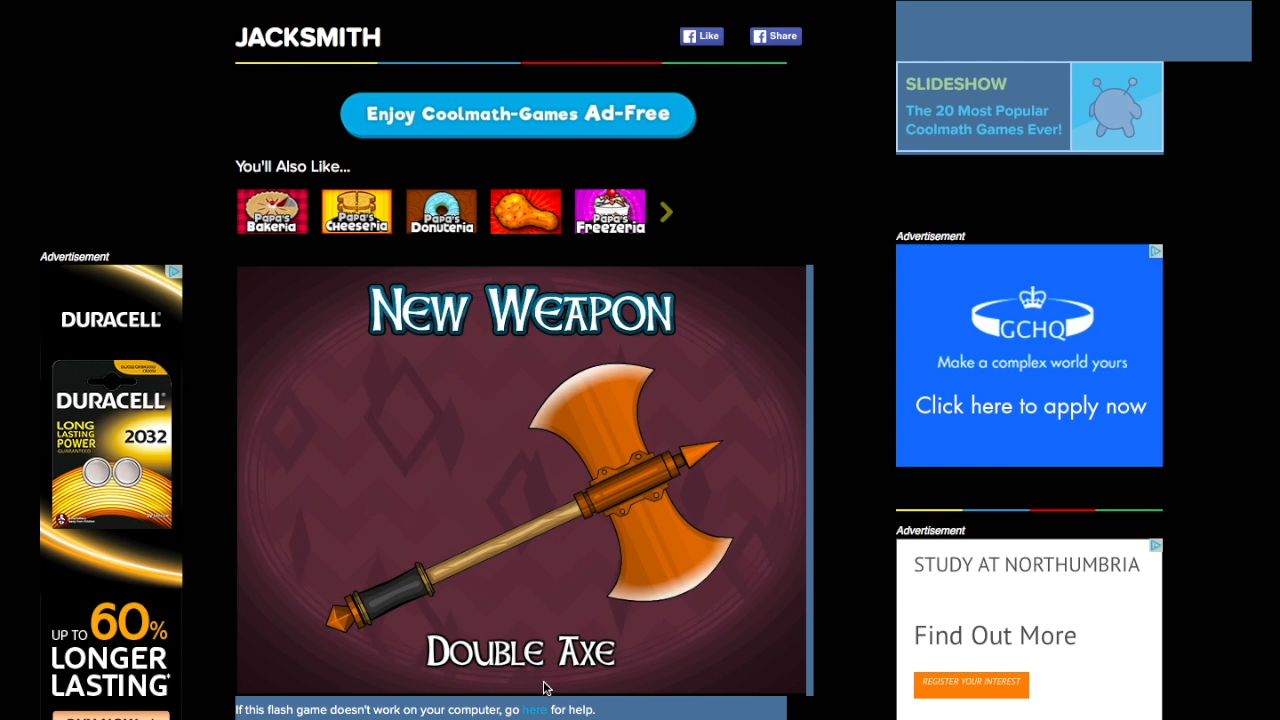 JACKSMITH
Like
Share
Enjoy Coolmath-Games Ad-Free
You'll Also Like...
Papa's Bakeria
Papa's Cheeseria
Papa's Donuteria
Papa's Freezeria
Advertisement
DURACELL
DURACELL
LONG
LASTING
POWER
GUARANTEED
2032
UP TO 60%
LONGER
LASTING*
NEW WEAPON
DOUBLE AXE
If this flash game doesn't work on your computer, go here for help.
SLIDESHOW
The 20 Most Popular
Coolmath Games Ever!
Advertisement
GCHQ
Make a complex world yours
Click here to apply now
Advertisement
STUDY AT NORTHUMBRIA
Find Out More
REGISTER YOUR INTEREST